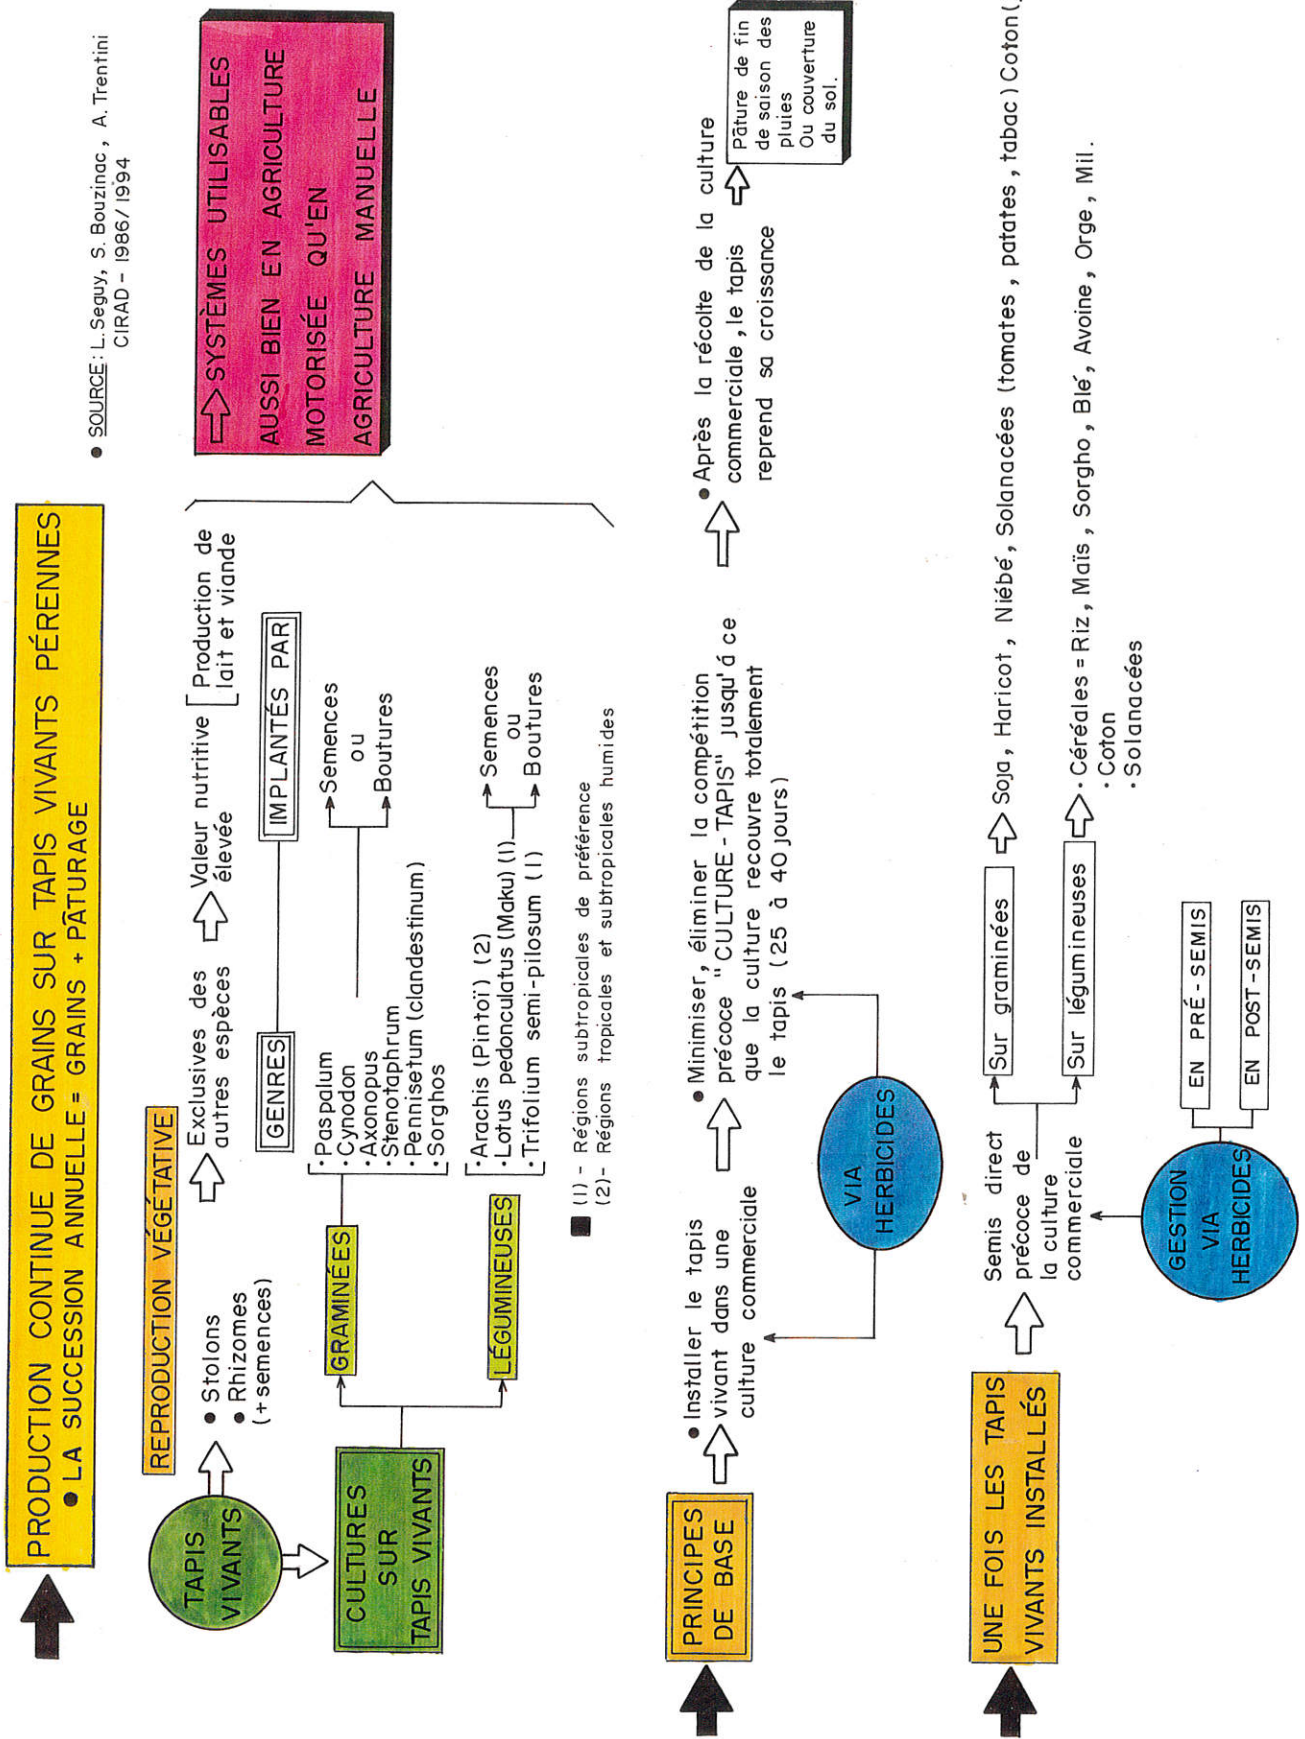 PRODUCTION CONTINUE DE GRAINS SUR TAPIS VIVANTS PÉRENNES
• LA SUCCESSION ANNUELLE = GRAINS + PÂTURAGE
• SOURCE: L. Seguy, S. Bouzinac, A. Trentini
CIRAD - 1986/1994
TAPIS
VIVANTS
REPRODUCTION VÉGÉTATIVE
• Stolons
• Rhizomes
(+ semences)
Exclusives des
autres espèces
Valeur nutritive
élevée
Production de
lait et viande
CULTURES
SUR
TAPIS VIVANTS
GENRES
IMPLANTÉS PAR
GRAMINÉES
· Paspalum
· Cynodon
· Axonopus
· Stenotaphrum
· Pennisetum (clandestinum)
· Sorghos
Semences
ou
Boutures
LÉGUMINEUSES
· Arachis (Pintoï) (2)
· Lotus pedonculatus (Maku) (1)
· Trifolium semi-pilosum (1)
Semences
ou
Boutures
(1) - Régions subtropicales de préférence
(2) - Régions tropicales et subtropicales humides
SYSTÈMES UTILISABLES
AUSSI BIEN EN AGRICULTURE
MOTORISÉE QU'EN
AGRICULTURE MANUELLE
PRINCIPES
DE BASE
• Installer le tapis
vivant dans une
culture commerciale
• Minimiser, éliminer la compétition
précoce "CULTURE - TAPIS" jusqu'á ce
que la culture recouvre totalement
le tapis (25 à 40 jours)
VIA
HERBICIDES
• Après la récolte de la culture
commerciale, le tapis
reprend sa croissance
Pâture de fin
de saison des
pluies
Ou couverture
du sol.
UNE FOIS LES TAPIS
VIVANTS INSTALLÉS
Semis direct
précoce de
la culture
commerciale
Sur graminées
Soja, Haricot, Niébé, Solanacées (tomates, patates, tabac) Coton(
Sur légumineuses
· Céréales = Riz, Maïs, Sorgho, Blé, Avoine, Orge, Mil.
· Coton
· Solanacées
GESTION
VIA
HERBICIDES
EN PRÉ-SEMIS
EN POST-SEMIS